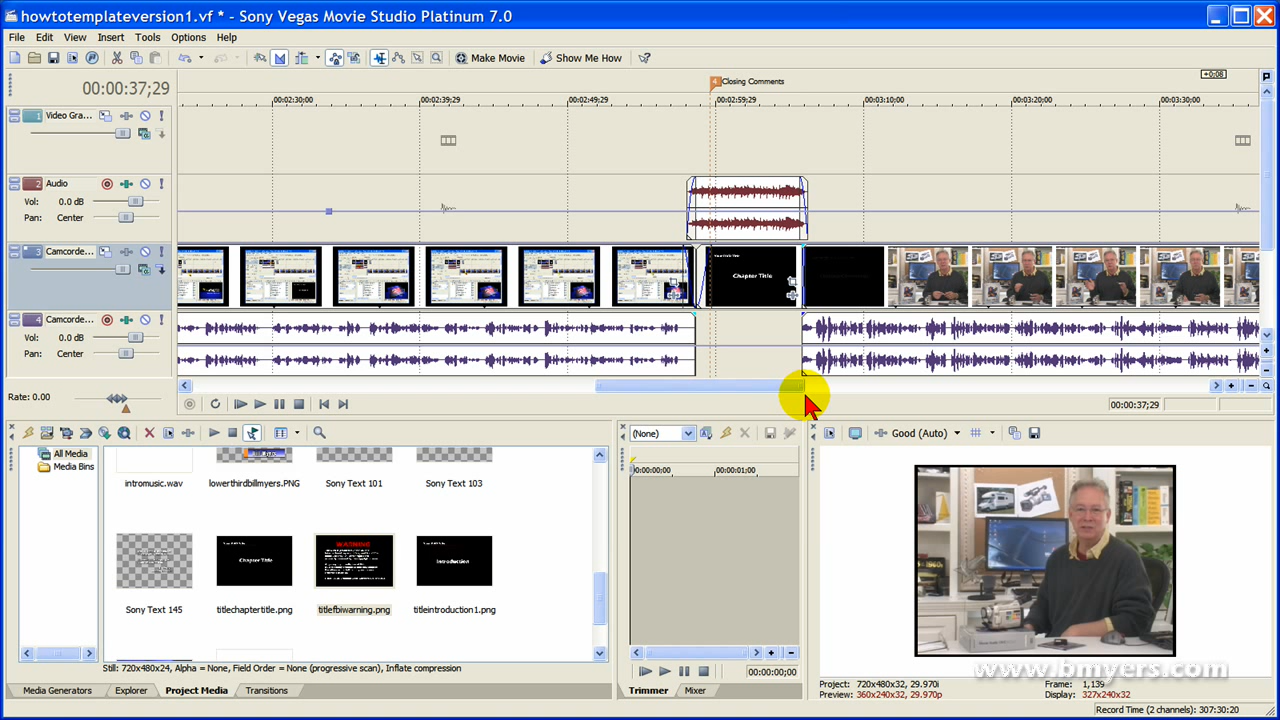 howtotemplateversion1.vf * - Sony Vegas Movie Studio Platinum 7.0
File Edit View Insert Tools Options Help
Make Movie Show Me How
00:00:37;29
+0:08
4 Closing Comments
00:02:30;00 00:02:39;29 00:02:49;29 00:02:59;29 00:03:10;00 00:03:20;00 00:03:30;00
1 Video Gra...
2 Audio
Vol: 0.0 dB
Pan: Center
3 Camcorde...
Chapter Title
4 Camcorde...
Vol: 0.0 dB
Pan: Center
Rate: 0.00
00:00:37;29
All Media
Media Bins
intromusic.wav lowerthirdbillmyers.PNG Sony Text 101 Sony Text 103
Chapter Title WARNING Introduction
Sony Text 145 titlechaptertitle.png titlefbiwarning.png titleintroduction1.png
Still: 720x480x24, Alpha = None, Field Order = None (progressive scan), Inflate compression
Media Generators Explorer Project Media Transitions
(None)
00:00:00;00 00:00:01;00
00:00:00;00
Trimmer Mixer
Good (Auto)
www.bmyers.com
Project: 720x480x32, 29.970i Frame: 1,139
Preview: 360x240x32, 29.970p Display: 327x240x32
Record Time (2 channels): 307:30:20